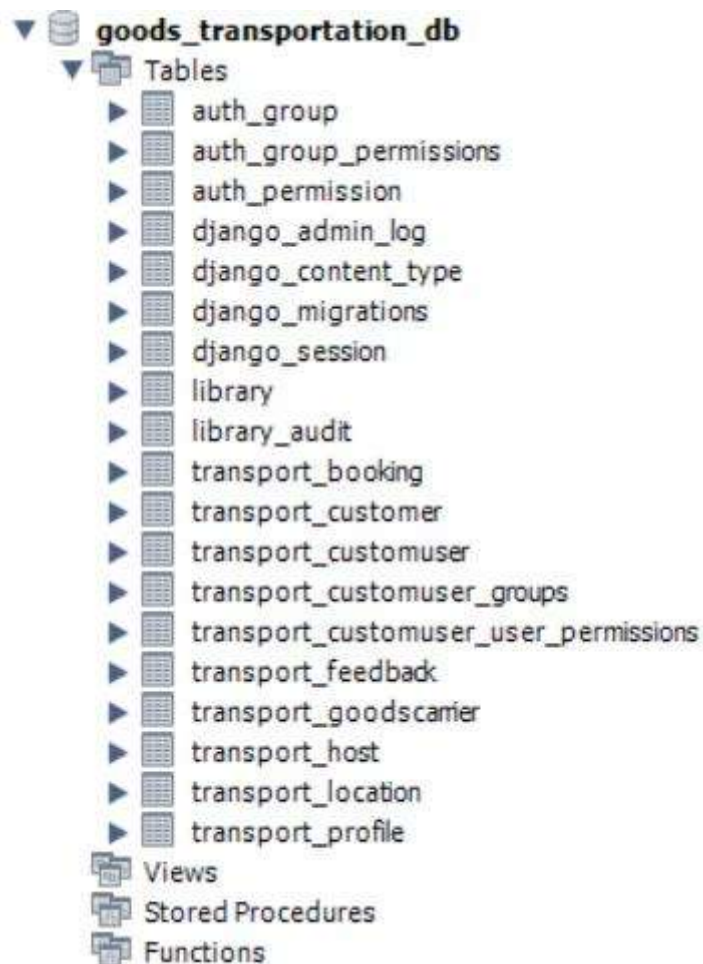 goods_transportation_db
Tables
auth_group
auth_group_permissions
auth_permission
django_admin_log
django_content_type
django_migrations
django_session
library
library_audit
transport_booking
transport_customer
transport_customuser
transport_customuser_groups
transport_customuser_user_permissions
transport_feedback
transport_goodscarrier
transport_host
transport_location
transport_profile
Views
Stored Procedures
Functions